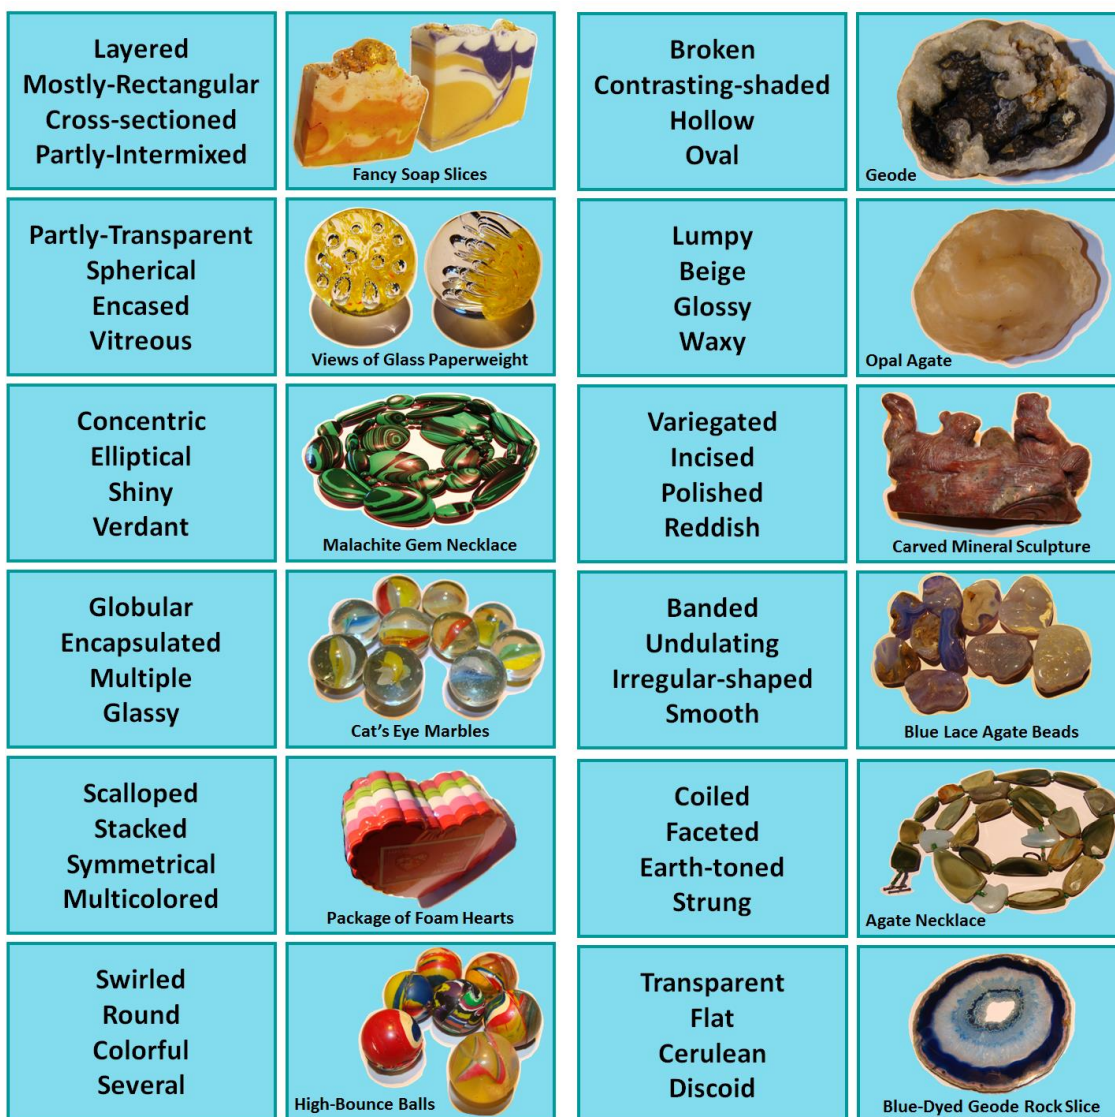 Layered
Mostly-Rectangular
Cross-sectioned
Partly-Intermixed
Fancy Soap Slices
Broken
Contrasting-shaded
Hollow
Oval
Geode
Partly-Transparent
Spherical
Encased
Vitreous
Views of Glass Paperweight
Lumpy
Beige
Glossy
Waxy
Opal Agate
Concentric
Elliptical
Shiny
Verdant
Malachite Gem Necklace
Variegated
Incised
Polished
Reddish
Carved Mineral Sculpture
Globular
Encapsulated
Multiple
Glassy
Cat's Eye Marbles
Banded
Undulating
Irregular-shaped
Smooth
Blue Lace Agate Beads
Scalloped
Stacked
Symmetrical
Multicolored
Package of Foam Hearts
Coiled
Faceted
Earth-toned
Strung
Agate Necklace
Swirled
Round
Colorful
Several
High-Bounce Balls
Transparent
Flat
Cerulean
Discoid
Blue-Dyed Geode Rock Slice